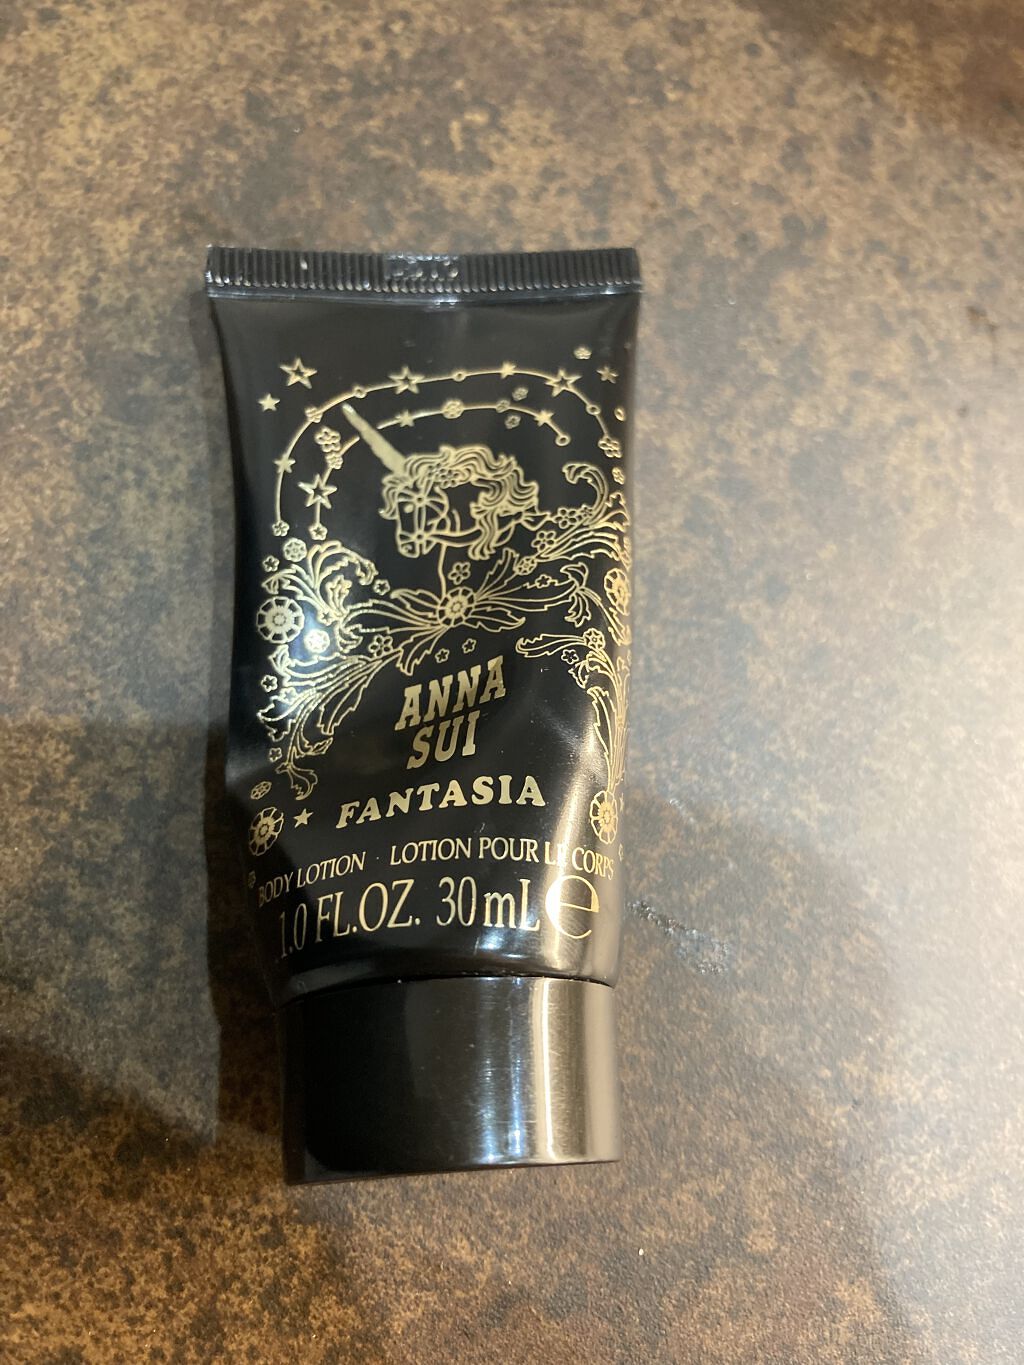 ANNA
SUI
FANTASIA
BODY LOTION · LOTION POUR LE CORPS
1.0 FL.OZ. 30mL e